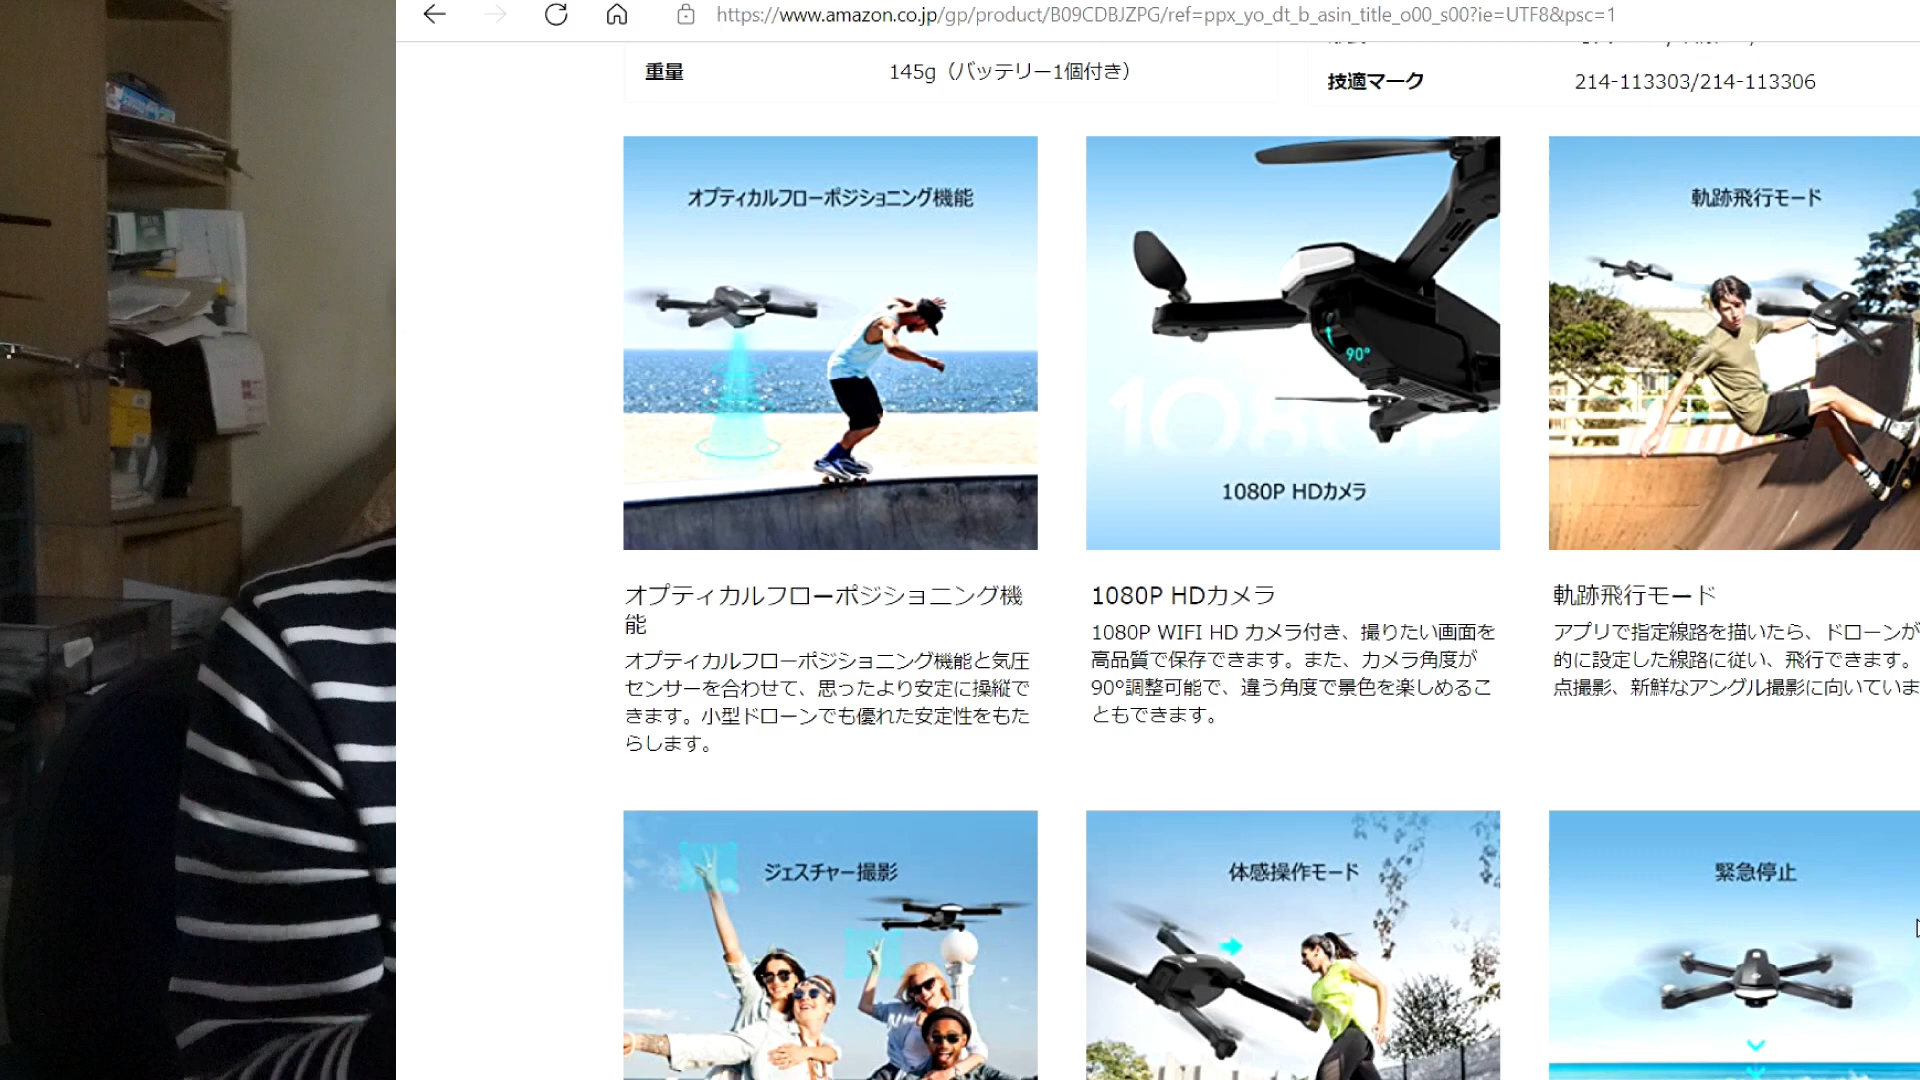 https://www.amazon.co.jp/gp/product/B09CDBJZPG/ref=ppx_yo_dt_b_asin_title_o00_s00?ie=UTF8&psc=1
重量 145g（バッテリー1個付き）
技適マーク 214-113303/214-113306
オプティカルフローポジショニング機能
90°
1080P
1080P HDカメラ
軌跡飛行モード
オプティカルフローポジショニング機
能
オプティカルフローポジショニング機能と気圧
センサーを合わせて、思ったより安定に操縦で
きます。小型ドローンでも優れた安定性をもた
らします。
1080P HDカメラ
1080P WIFI HD カメラ付き、撮りたい画面を
高品質で保存できます。また、カメラ角度が
90°調整可能で、違う角度で景色を楽しめるこ
ともできます。
軌跡飛行モード
アプリで指定線路を描いたら、ドローンが
的に設定した線路に従い、飛行できます。
点撮影、新鮮なアングル撮影に向いていま
ジェスチャー撮影
体感操作モード
緊急停止